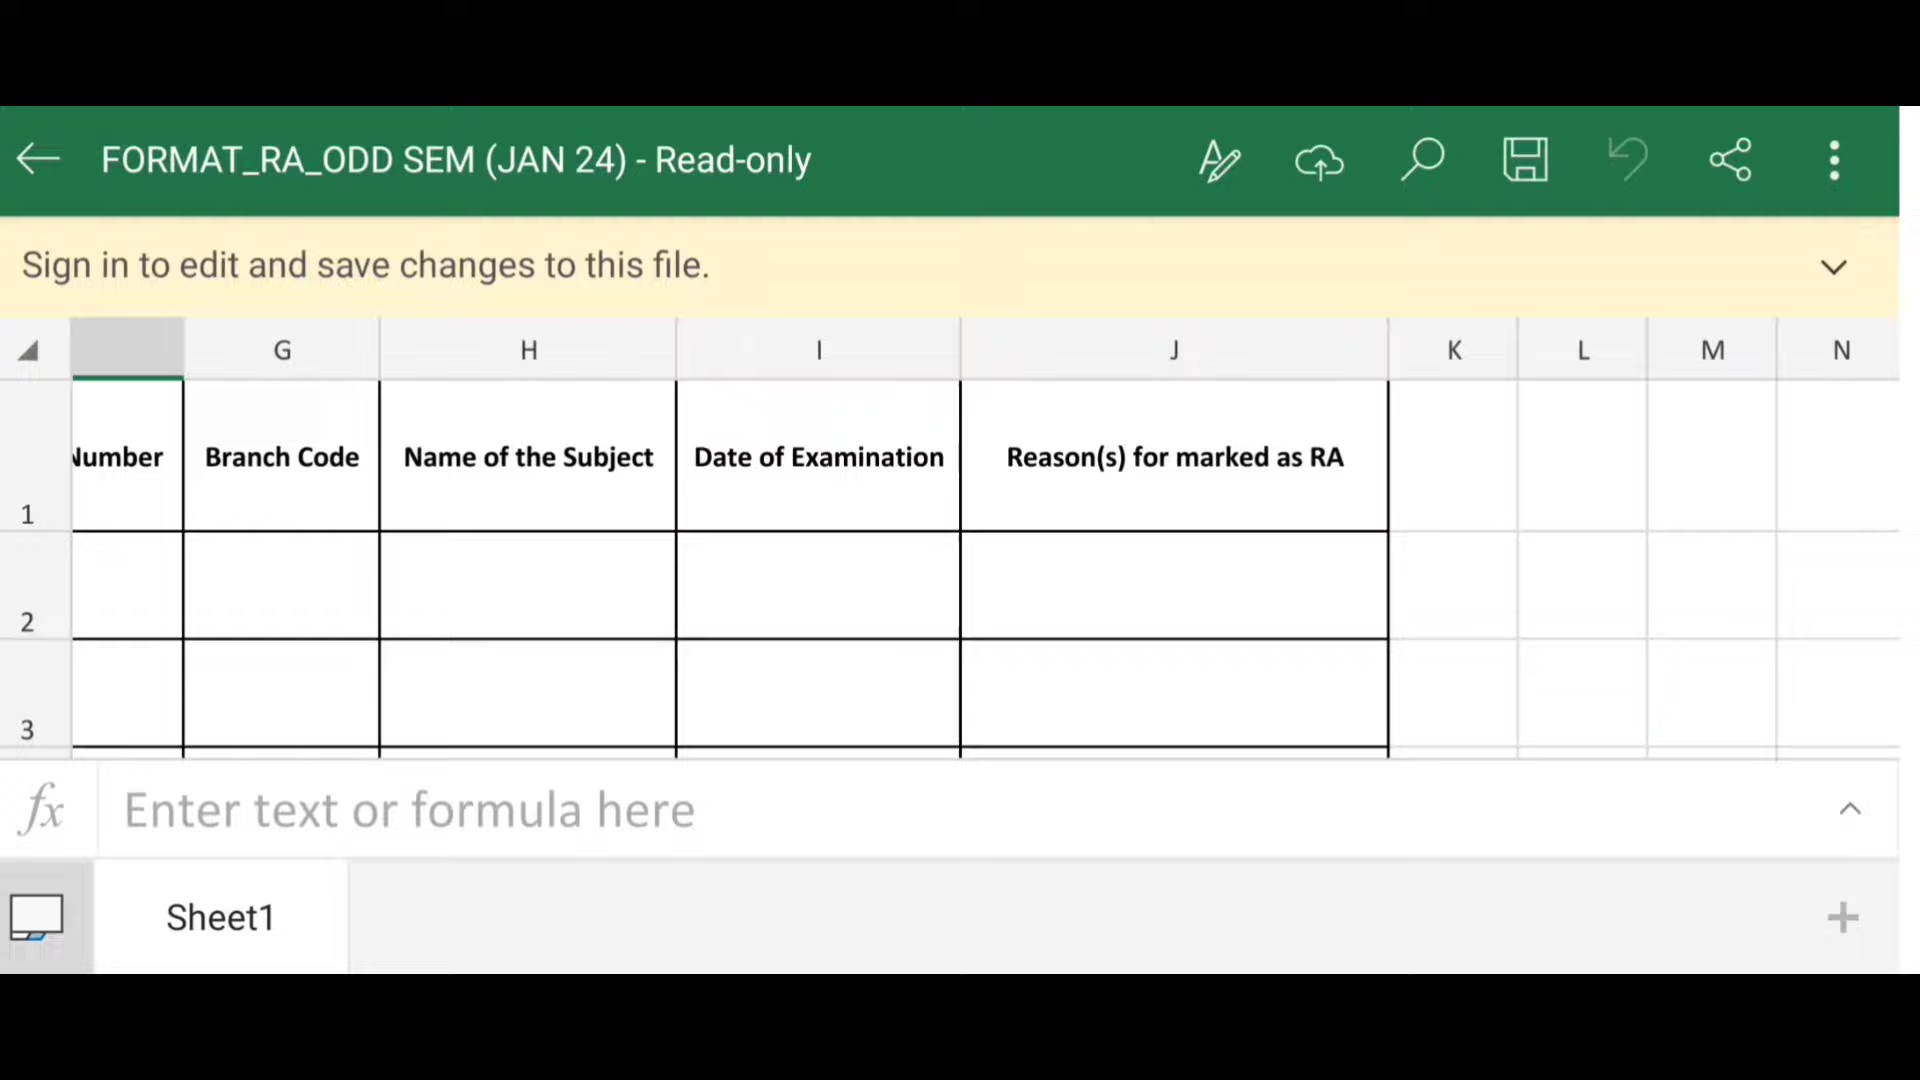 FORMAT_RA_ODD SEM (JAN 24) - Read-only
Sign in to edit and save changes to this file.
G H I J K L M N
Number Branch Code Name of the Subject Date of Examination Reason(s) for marked as RA
1
2
3
fx Enter text or formula here
Sheet1